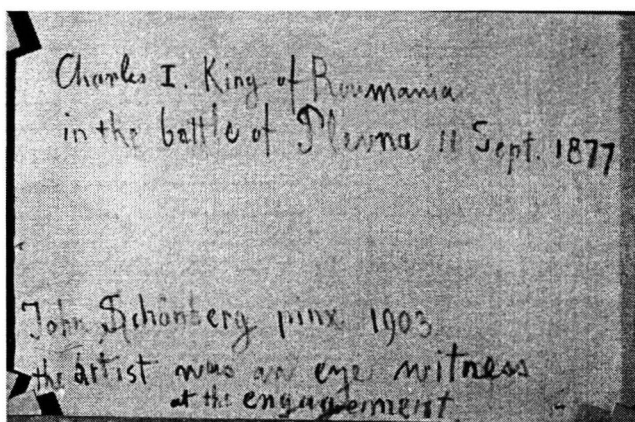 Charles I. King of Roumania
in the battle of Plevna 11 Sept. 1877
John Schönberg pinx 1903
the artist was an eye witness
at the engagement